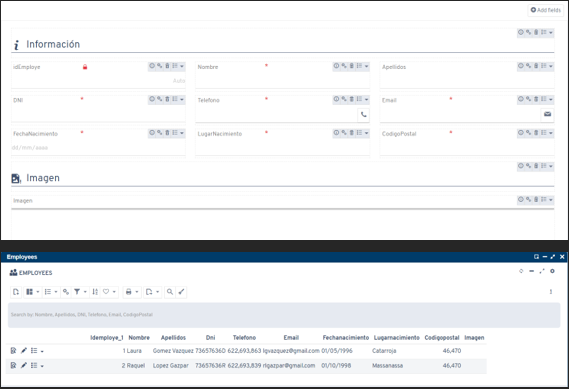 Add fields
Información
idEmploye * Nombre * Apellidos
Auto
DNI * Telefono * Email *
FechaNacimiento * LugarNacimiento * CodigoPostal *
dd/mm/aaaa
Imagen
Imagen
Employees
EMPLOYEES
Search by: Nombre, Apellidos, DNI, Telefono, Email, CodigoPostal
Idemploye_1 Nombre Apellidos Dni Telefono Email Fechanacimiento Lugarnacimiento Codigopostal Imagen
1 Laura Gomez Vazquez 73657636D 622,693,863 lgvazquez@gmail.com 01/05/1996 Catarroja 46,470
2 Raquel Lopez Gazpar 73657636R 622,693,839 rlgazpar@gmail.com 01/10/1998 Massanassa 46,470